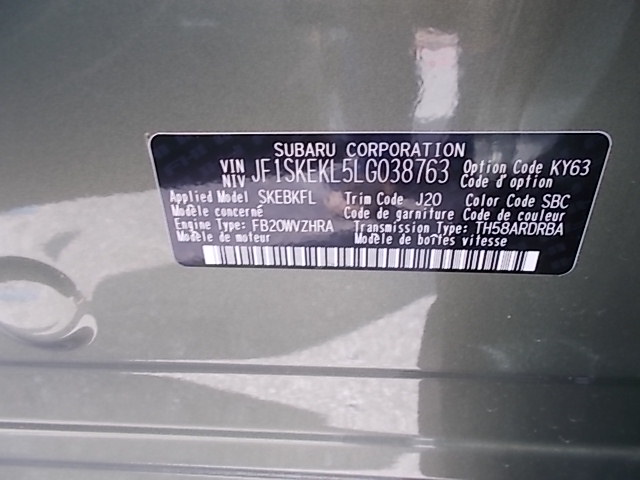 SUBARU CORPORATION
VIN NIV JF1SKEKL5LG038763 Option Code KY63
Code d'option
Applied Model SKEBKFL Trim Code J20 Color Code SBC
Modèle concerné Code de garniture Code de couleur
Engine Type: FB20WVZHRA Transmission Type: TH58ARDRBA
Modèle de moteur Modèle de boîtes vitesse